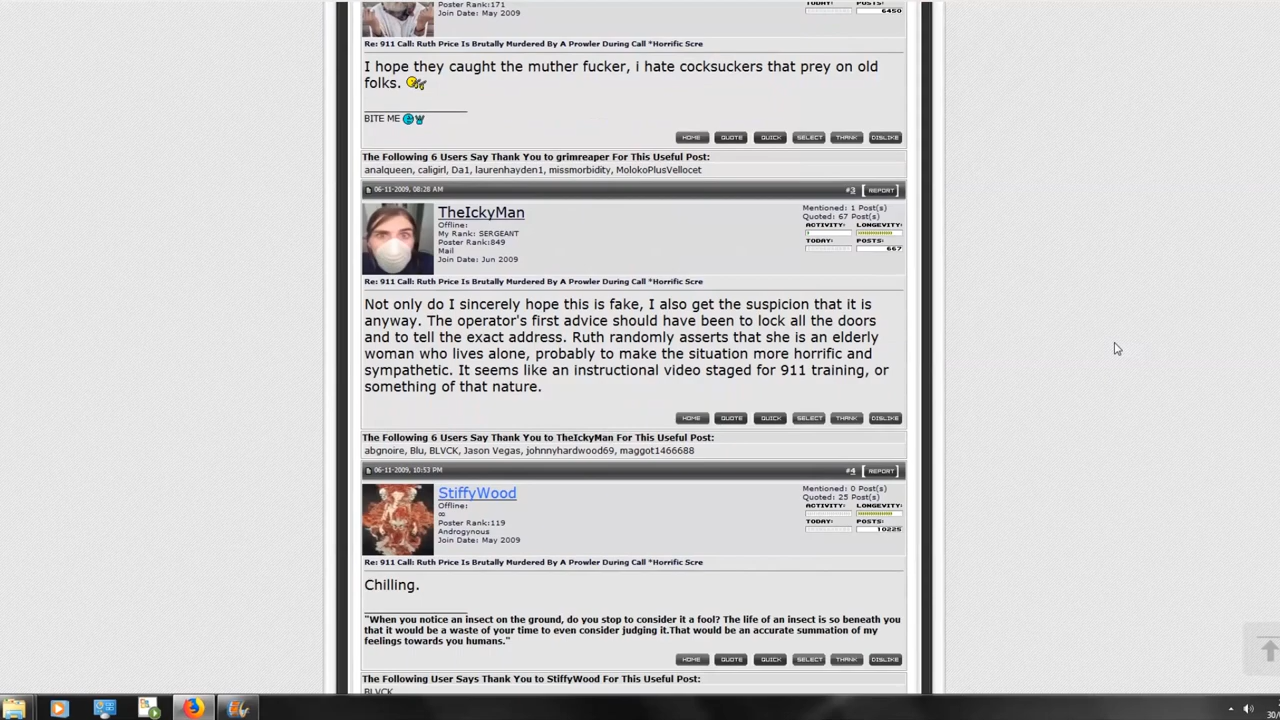 Poster Rank:171
Join Date: May 2009
TODAY: POSTS:
6450
Re: 911 Call: Ruth Price Is Brutally Murdered By A Prowler During Call *Horrific Scre
I hope they caught the muther fucker, i hate cocksuckers that prey on old
folks.
BITE ME
HOME QUOTE QUICK SELECT THANK DISLIKE
The Following 6 Users Say Thank You to grimreaper For This Useful Post:
analqueen, caligirl, Da1, laurenhayden1, missmorbidity, MolokoPlusVellocet
06-11-2009, 08:28 AM #3 [REPORT]
TheIckyMan
Offline:
My Rank: SERGEANT
Poster Rank:849
Mail
Join Date: Jun 2009
Mentioned: 1 Post(s)
Quoted: 67 Post(s)
ACTIVITY: LONGEVITY:
TODAY: POSTS:
667
Re: 911 Call: Ruth Price Is Brutally Murdered By A Prowler During Call *Horrific Scre
Not only do I sincerely hope this is fake, I also get the suspicion that it is
anyway. The operator's first advice should have been to lock all the doors
and to tell the exact address. Ruth randomly asserts that she is an elderly
woman who lives alone, probably to make the situation more horrific and
sympathetic. It seems like an instructional video staged for 911 training, or
something of that nature.
HOME QUOTE QUICK SELECT THANK DISLIKE
The Following 6 Users Say Thank You to TheIckyMan For This Useful Post:
abgnoire, Blu, BLVCK, Jason Vegas, johnnyhardwood69, maggot1466688
06-11-2009, 10:53 PM #4 [REPORT]
StiffyWood
Offline:
∞
Poster Rank:119
Androgynous
Join Date: May 2009
Mentioned: 0 Post(s)
Quoted: 25 Post(s)
ACTIVITY: LONGEVITY:
TODAY: POSTS:
10225
Re: 911 Call: Ruth Price Is Brutally Murdered By A Prowler During Call *Horrific Scre
Chilling.
"When you notice an insect on the ground, do you stop to consider it a fool? The life of an insect is so beneath you
that it would be a waste of your time to even consider judging it.That would be an accurate summation of my
feelings towards you humans."
HOME QUOTE QUICK SELECT THANK DISLIKE
The Following User Says Thank You to StiffyWood For This Useful Post:
BLVCK